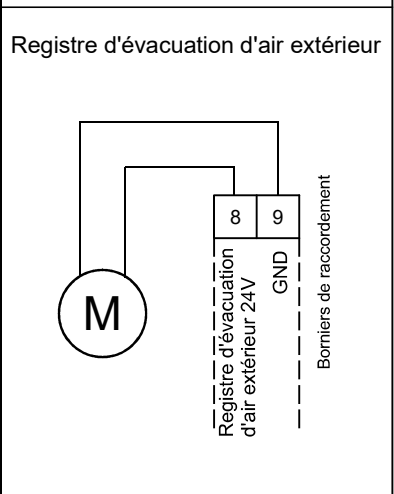 Registre d'évacuation d'air extérieur
8
9
M
Registre d'évacuation
d'air extérieur 24V
GND
Borniers de raccordement